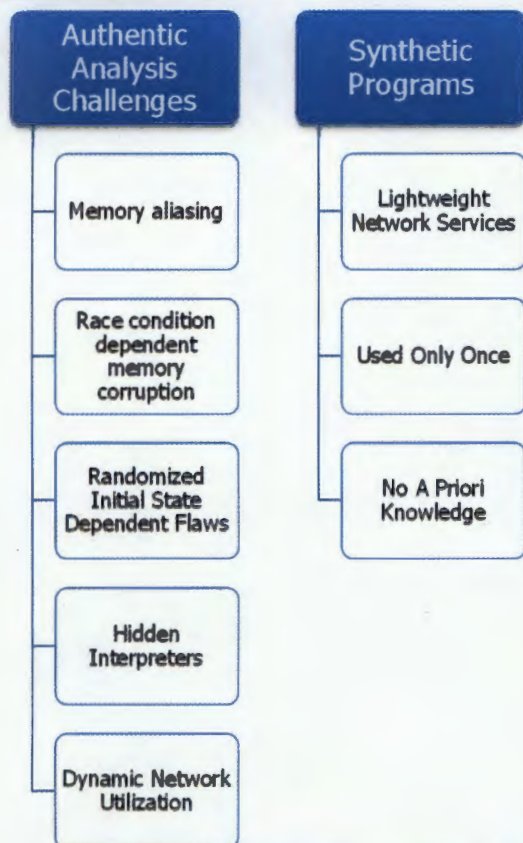 Authentic
Analysis
Challenges
Memory aliasing
Race condition
dependent
memory
corruption
Randomized
Initial State
Dependent Flaws
Hidden
Interpreters
Dynamic Network
Utilization
Synthetic
Programs
Lightweight
Network Services
Used Only Once
No A Priori
Knowledge